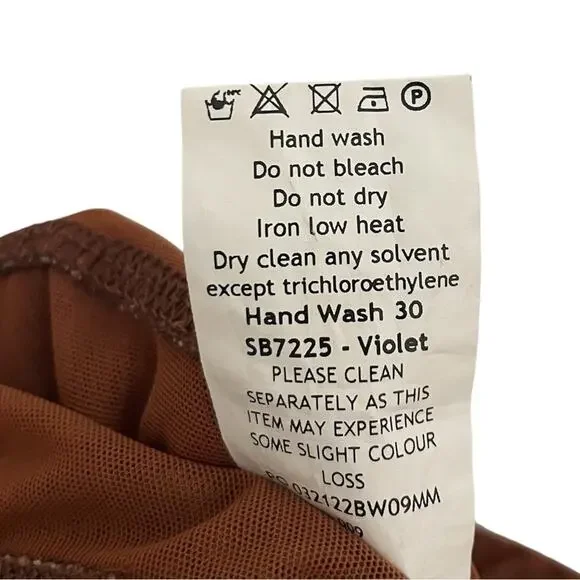 P
Hand wash
Do not bleach
Do not dry
Iron low heat
Dry clean any solvent
except trichloroethylene
Hand Wash 30
SB7225 - Violet
PLEASE CLEAN
SEPARATELY AS THIS
ITEM MAY EXPERIENCE
SOME SLIGHT COLOUR
LOSS
032122BW09MM